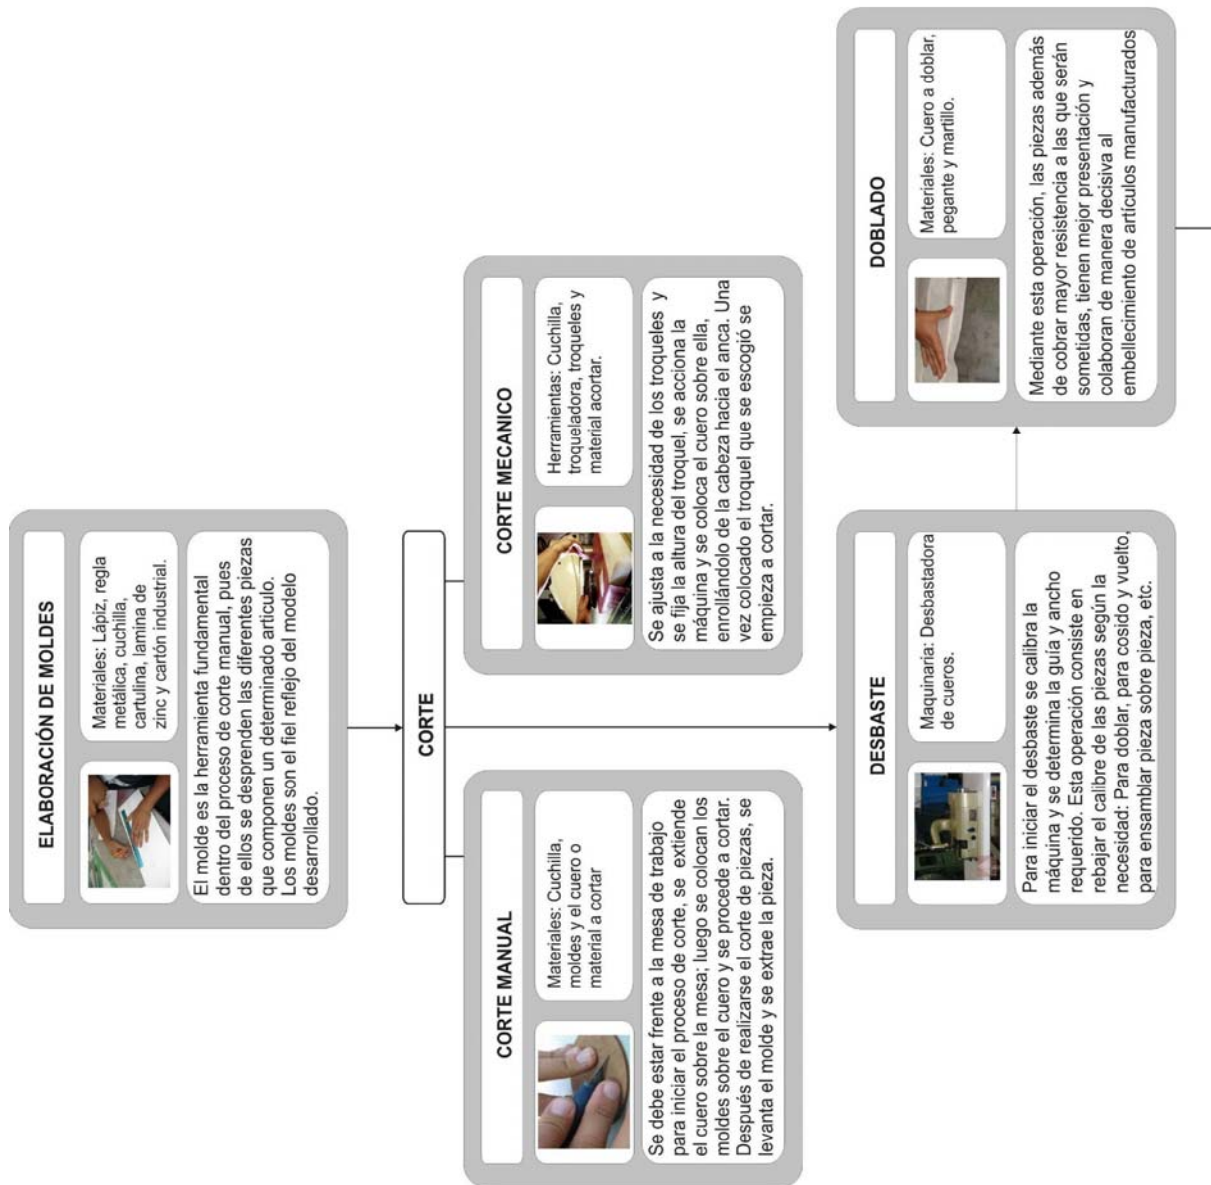 ELABORACIÓN DE MOLDES
Materiales: Lápiz, regla
metálica, cuchilla,
cartulina, lamina de
zinc y cartón industrial.
El molde es la herramienta fundamental
dentro del proceso de corte manual, pues
de ellos se desprenden las diferentes piezas
que componen un determinado articulo.
Los moldes son el fiel reflejo del modelo
desarrollado.
CORTE
CORTE MANUAL
Materiales: Cuchilla,
moldes y el cuero o
material a cortar
Se debe estar frente a la mesa de trabajo
para iniciar el proceso de corte, se extiende
el cuero sobre la mesa; luego se colocan los
moldes sobre el cuero y se procede a cortar.
Después de realizarse el corte de piezas, se
levanta el molde y se extrae la pieza.
CORTE MECANICO
Herramientas: Cuchilla,
troqueladora, troqueles y
material acortar.
Se ajusta a la necesidad de los troqueles y
se fija la altura del troquel, se acciona la
máquina y se coloca el cuero sobre ella,
enrollándolo de la cabeza hacia el anca. Una
vez colocado el troquel que se escogió se
empieza a cortar.
DESBASTE
Maquinaria: Desbastadora
de cueros.
Para iniciar el desbaste se calibra la
máquina y se determina la guía y ancho
requerido. Esta operación consiste en
rebajar el calibre de las piezas según la
necesidad: Para doblar, para cosido y vuelto,
para ensamblar pieza sobre pieza, etc.
DOBLADO
Materiales: Cuero a doblar,
pegante y martillo.
Mediante esta operación, las piezas además
de cobrar mayor resistencia a las que serán
sometidas, tienen mejor presentación y
colaboran de manera decisiva al
embellecimiento de artículos manufacturados